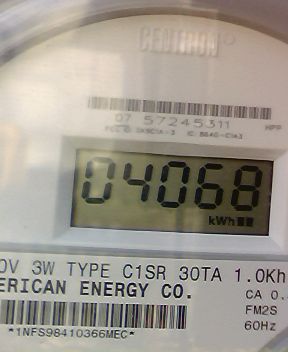 CENTRON
07 57245311
04068
kWh
0V 3W TYPE C1SR 30TA 1.0Kh
ERICAN ENERGY CO.
CA 0.
FM2S
60Hz
*1NFS98410366MEC*